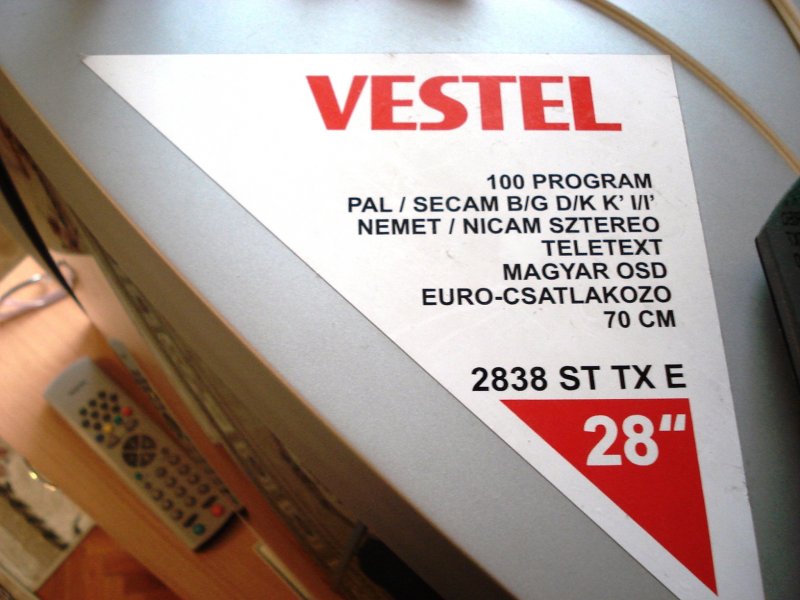 VESTEL
100 PROGRAM
PAL / SECAM B/G D/K K' I/I'
NEMET / NICAM SZTEREO
TELETEXT
MAGYAR OSD
EURO-CSATLAKOZO
70 CM
2838 ST TX E
28"